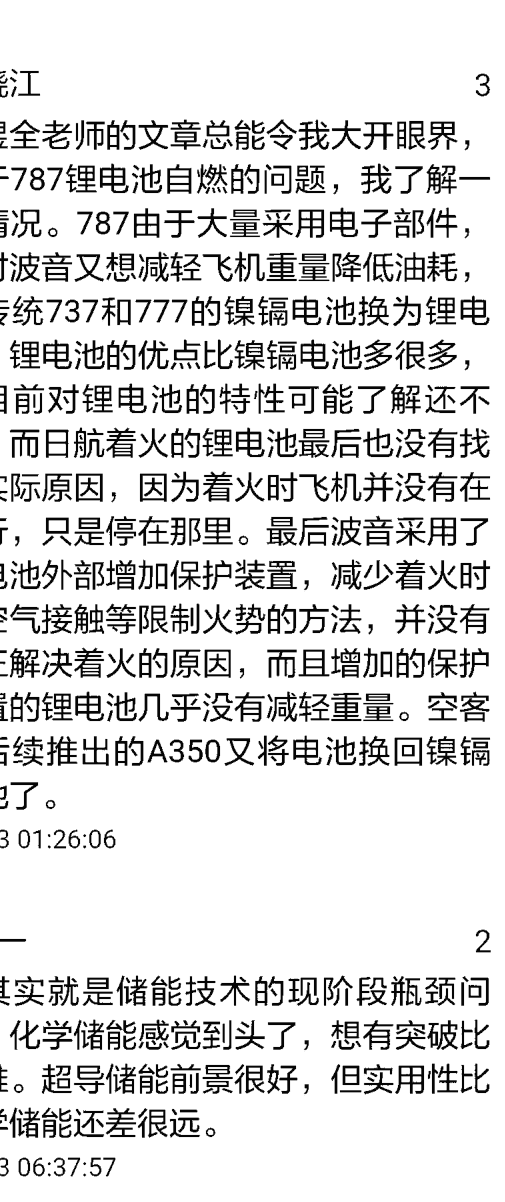 江 3
全老师的文章总能令我大开眼界，
787锂电池自燃的问题，我了解一
情况。787由于大量采用电子部件，
时波音又想减轻飞机重量降低油耗，
传统737和777的镍镉电池换为锂电
锂电池的优点比镍镉电池多很多，
目前对锂电池的特性可能了解还不
而日航着火的锂电池最后也没有找
实际原因，因为着火时飞机并没有在
行，只是停在那里。最后波音采用了
电池外部增加保护装置，减少着火时
空气接触等限制火势的方法，并没有
正解决着火的原因，而且增加的保护
置的锂电池几乎没有减轻重量。空客
后续推出的A350又将电池换回镍镉
池了。
3 01:26:06
一 2
其实就是储能技术的现阶段瓶颈问
化学储能感觉到头了，想有突破比
难。超导储能前景很好，但实用性比
学储能还差很远。
3 06:37:57